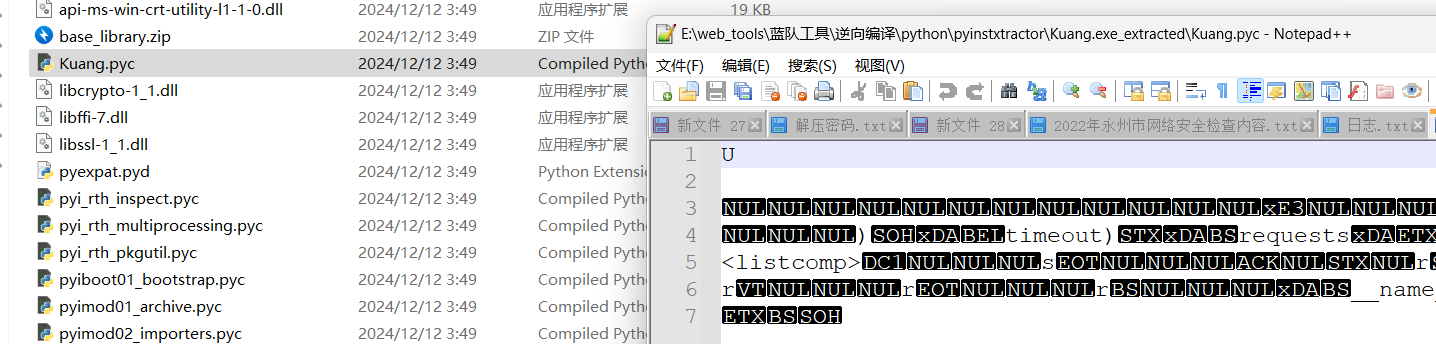 api-ms-win-crt-utility-l1-1-0.dll 2024/12/12 3:49 应用程序扩展 19 KB
base_library.zip 2024/12/12 3:49 ZIP 文件
Kuang.pyc 2024/12/12 3:49 Compiled Pytho
libcrypto-1_1.dll 2024/12/12 3:49 应用程序扩展
libffi-7.dll 2024/12/12 3:49 应用程序扩展
libssl-1_1.dll 2024/12/12 3:49 应用程序扩展
pyexpat.pyd 2024/12/12 3:49 Python Extensio
pyi_rth_inspect.pyc 2024/12/12 3:49 Compiled Pytho
pyi_rth_multiprocessing.pyc 2024/12/12 3:49 Compiled Pytho
pyi_rth_pkgutil.pyc 2024/12/12 3:49 Compiled Pytho
pyiboot01_bootstrap.pyc 2024/12/12 3:49 Compiled Pytho
pyimod01_archive.pyc 2024/12/12 3:49 Compiled Pytho
pyimod02_importers.pyc 2024/12/12 3:49 Compiled Pytho
E:\web_tools\蓝队工具\逆向编译\python\pyinstxtractor\Kuang.exe_extracted\Kuang.pyc - Notepad++
文件(F) 编辑(E) 搜索(S) 视图(V)
新文件 27 解压密码.txt 新文件 28 2022年永州市网络安全检查内容.txt 日志.txt
1 U
2
3 NULNULNULNULNULNULNULNULNULNULNULNULxE3NULNULNUL
4 NULNULNUL)SOHxDABELtimeout)STXxDABSrequestsxDAETX
5 <listcomp>DC1NULNULNULsEOTNULNULNULACKNULSTXNULr
6 rVTNULNULNULrEOTNULNULNULrBSNULNULNULxDABS__name_
7 ETXBSSOH